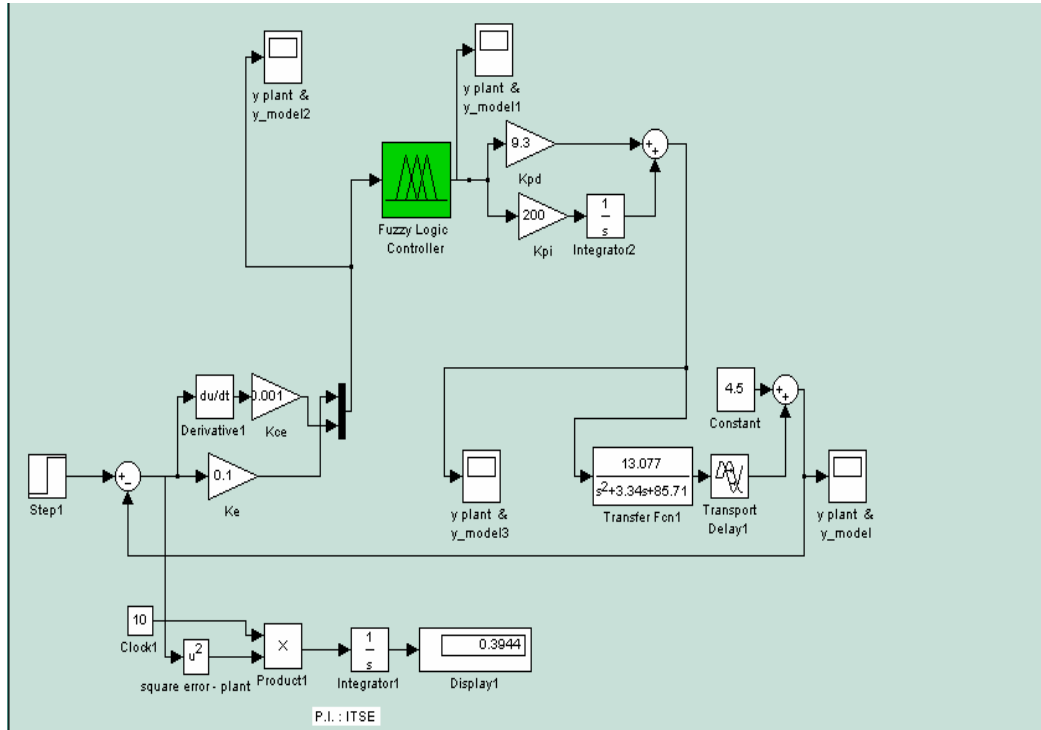 y plant &
y_model2
y plant &
y_model1
9.3
Kpd
Fuzzy Logic
Controller
200
Kpi
1
s
Integrator2
+
+
du/dt
Derivative1
0.001
Kce
4.5
Constant
+
+
Step1
+
-
0.1
Ke
y plant &
y_model3
13.077
s²+3.34s+85.71
Transfer Fcn1
Transport
Delay1
y plant &
y_model
10
Clock1
u²
square error - plant
X
Product1
1
s
Integrator1
0.3944
Display1
P.I. : ITSE